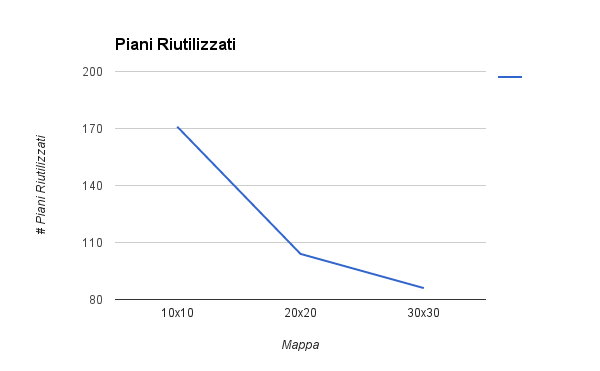 Piani Riutilizzati
200
170
140
110
80
# Piani Riutilizzati
10x10
20x20
30x30
Mappa